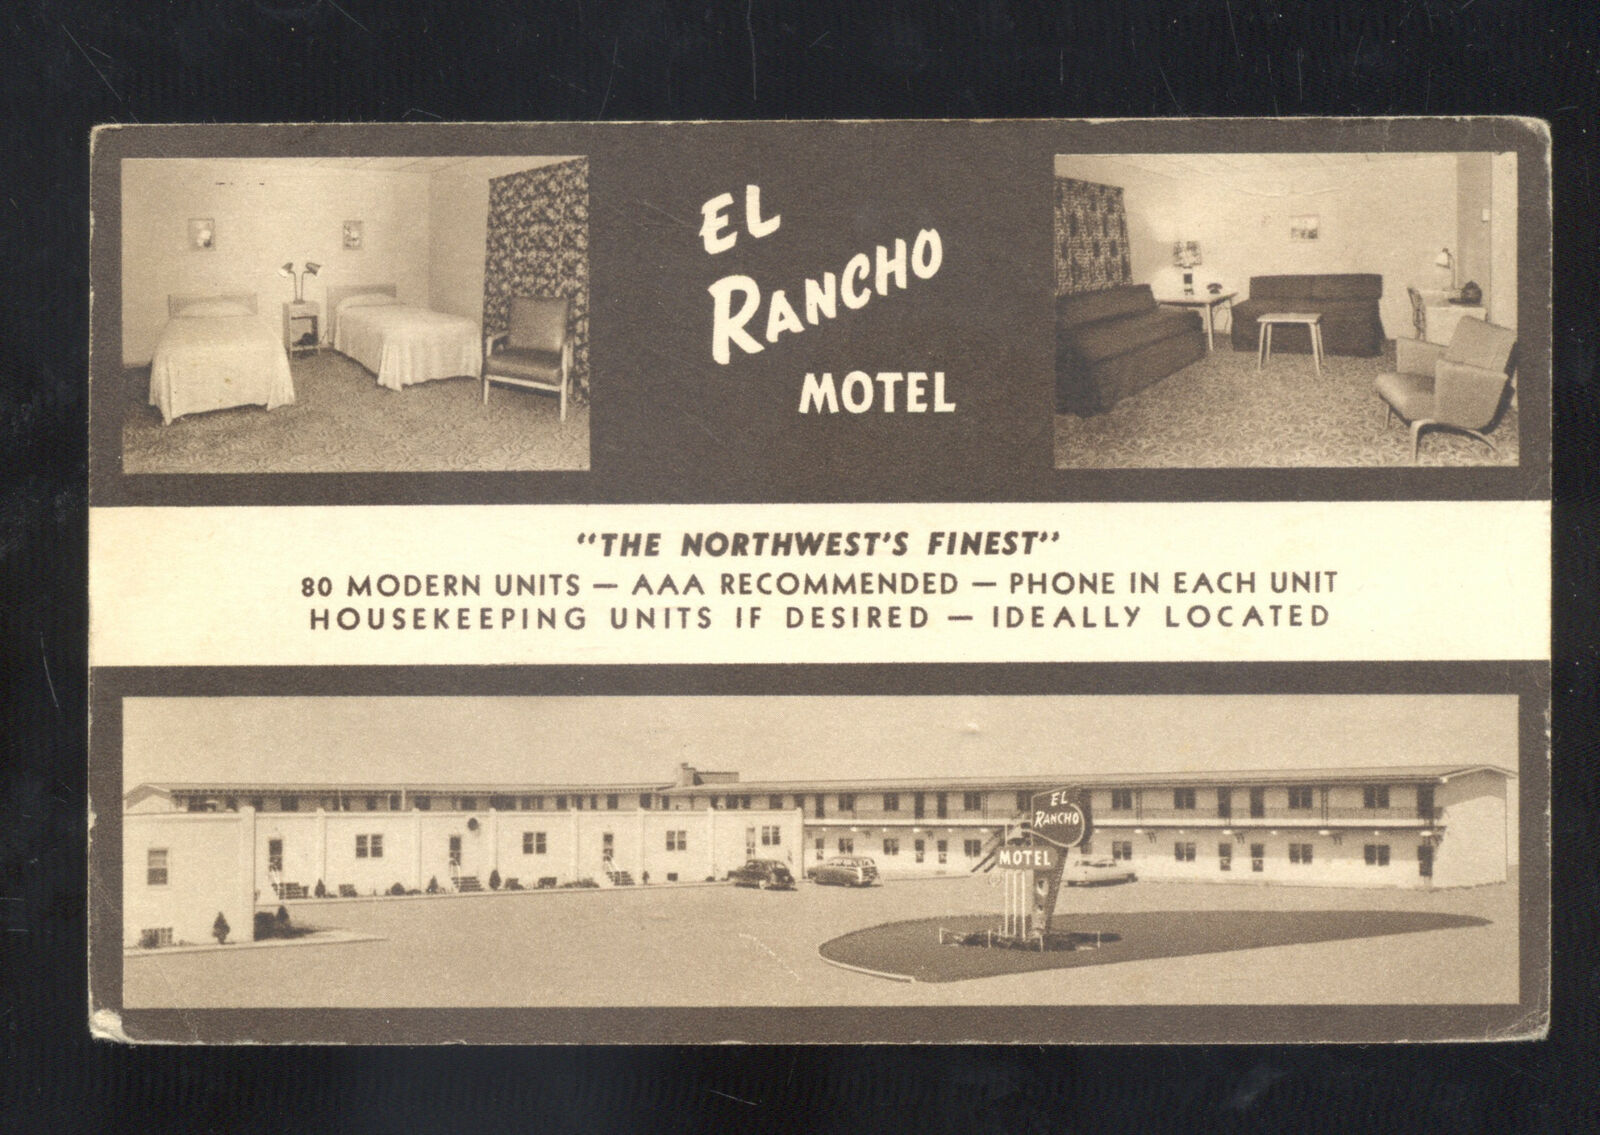 EL
RANCHO
MOTEL
"THE NORTHWEST'S FINEST"
80 MODERN UNITS — AAA RECOMMENDED — PHONE IN EACH UNIT
HOUSEKEEPING UNITS IF DESIRED — IDEALLY LOCATED
EL
RANCHO
MOTEL